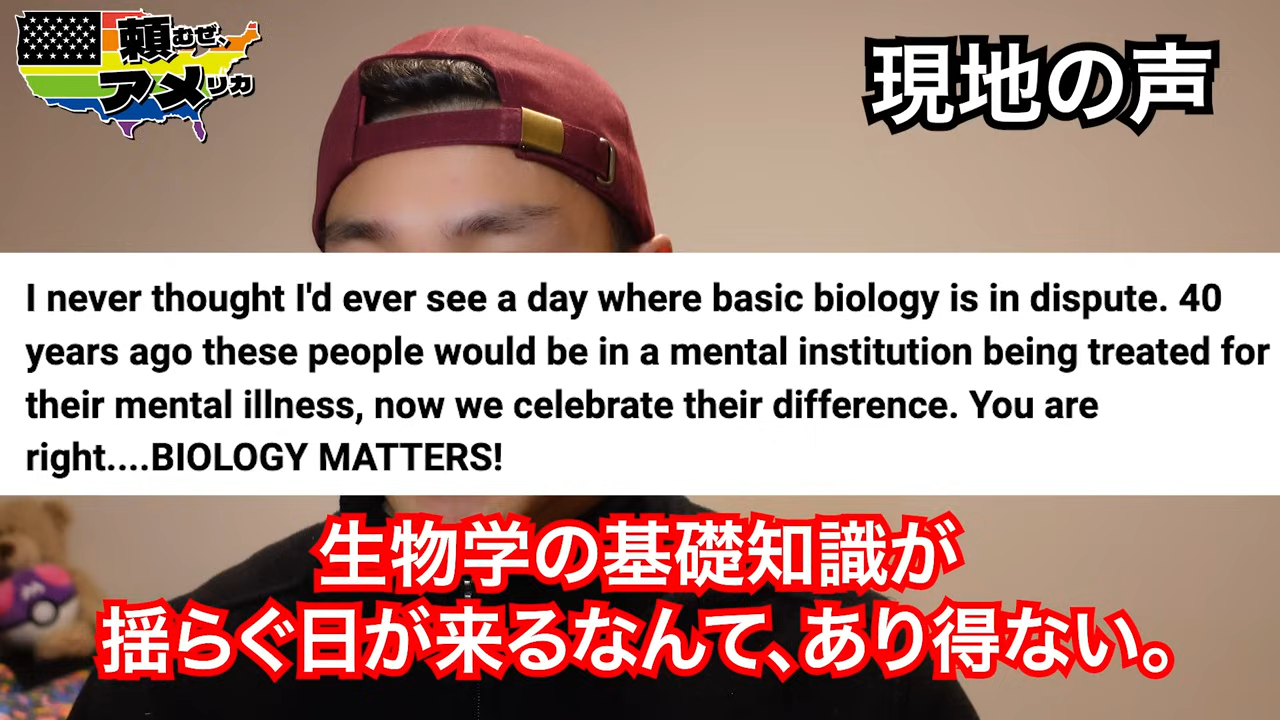 頼むぜ、
アメリカ
現地の声
I never thought I'd ever see a day where basic biology is in dispute. 40
years ago these people would be in a mental institution being treated for
their mental illness, now we celebrate their difference. You are
right....BIOLOGY MATTERS!
生物学の基礎知識が
揺らぐ日が来るなんて、あり得ない。